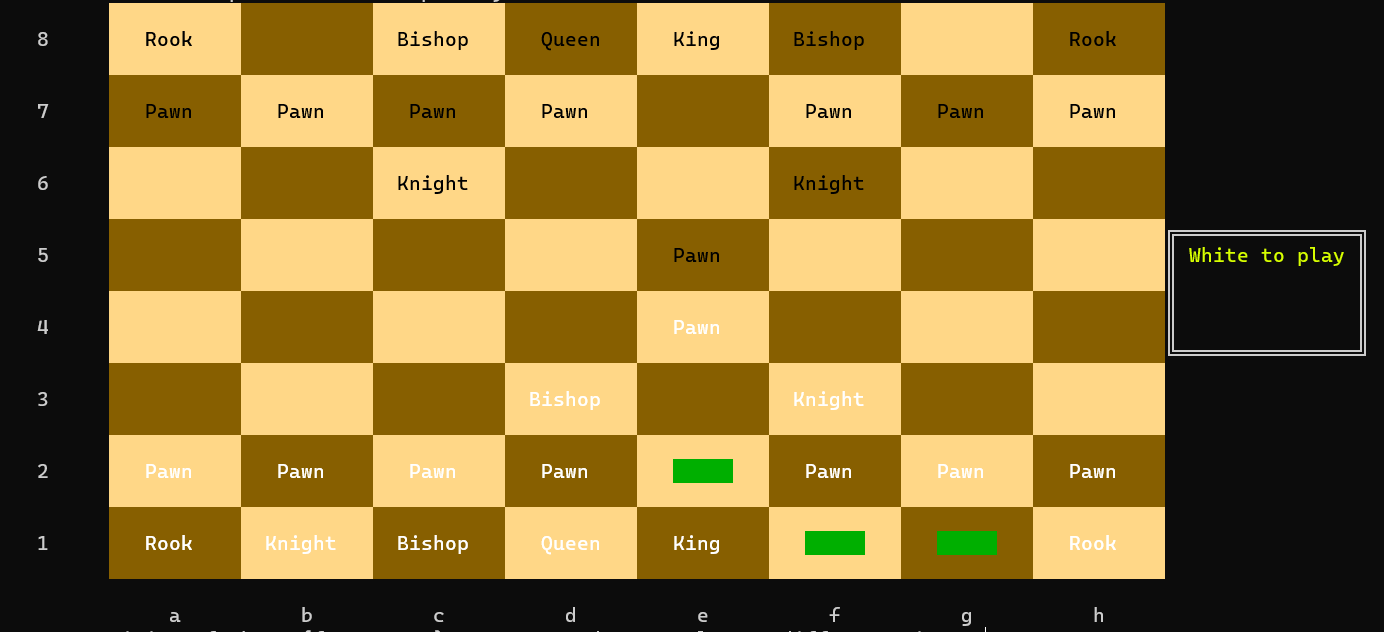 8 Rook Bishop Queen King Bishop Rook
7 Pawn Pawn Pawn Pawn Pawn Pawn Pawn
6 Knight Knight
5 Pawn White to play
4 Pawn
3 Bishop Knight
2 Pawn Pawn Pawn Pawn Pawn Pawn Pawn
1 Rook Knight Bishop Queen King Rook
a b c d e f g h